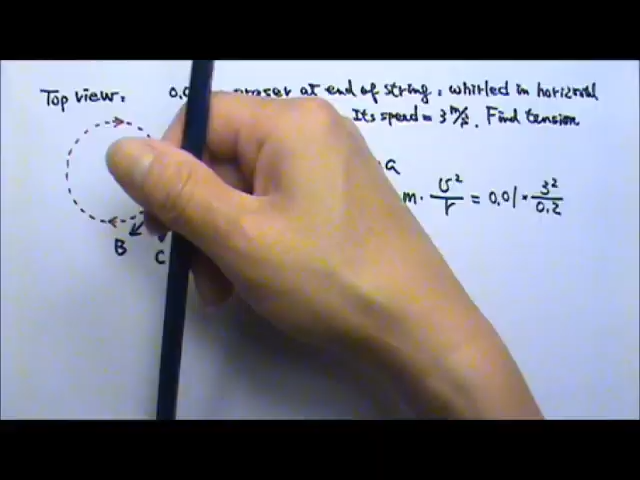 Top view: at end of string, whirled in horizontal
Its speed = 3 m/s. Find tension
a
m · v²/r = 0.01 × 3²/0.2
B
C